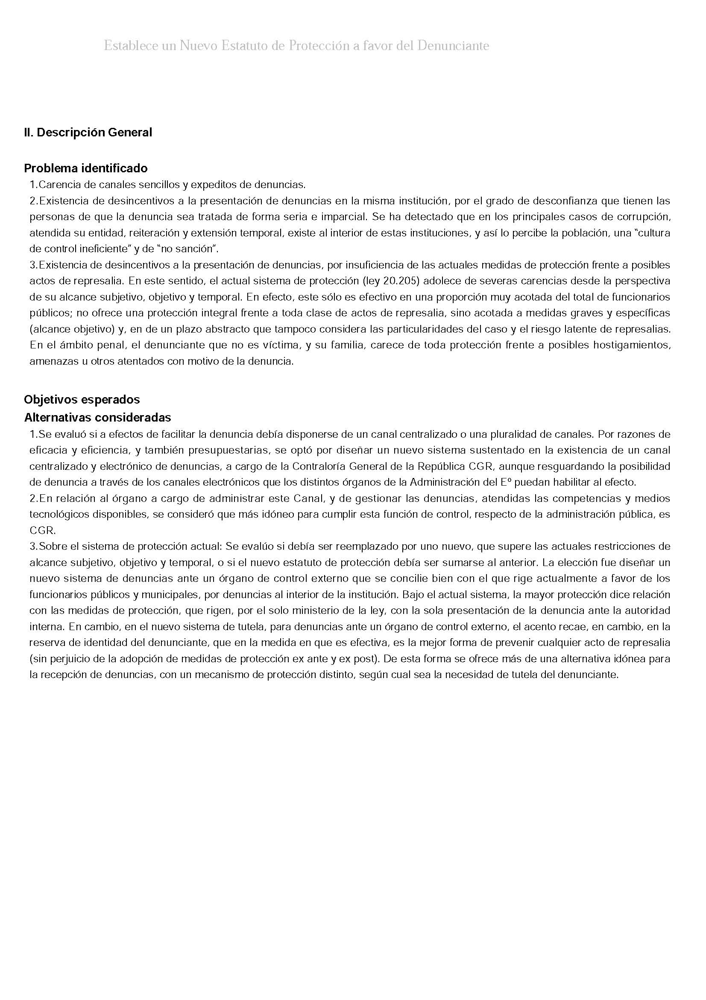 Establece un Nuevo Estatuto de Protección a favor del Denunciante
II. Descripción General
Problema identificado
1.Carencia de canales sencillos y expeditos de denuncias.
2.Existencia de desincentivos a la presentación de denuncias en la misma institución, por el grado de desconfianza que tienen las
personas de que la denuncia sea tratada de forma seria e imparcial. Se ha detectado que en los principales casos de corrupción,
atendida su entidad, reiteración y extensión temporal, existe al interior de estas instituciones, y así lo percibe la población, una “cultura
de control ineficiente” y de “no sanción”.
3.Existencia de desincentivos a la presentación de denuncias, por insuficiencia de las actuales medidas de protección frente a posibles
actos de represalia. En este sentido, el actual sistema de protección (ley 20.205) adolece de severas carencias desde la perspectiva
de su alcance subjetivo, objetivo y temporal. En efecto, este sólo es efectivo en una proporción muy acotada del total de funcionarios
públicos; no ofrece una protección integral frente a toda clase de actos de represalia, sino acotada a medidas graves y específicas
(alcance objetivo) y, en de un plazo abstracto que tampoco considera las particularidades del caso y el riesgo latente de represalias.
En el ámbito penal, el denunciante que no es víctima, y su familia, carece de toda protección frente a posibles hostigamientos,
amenazas u otros atentados con motivo de la denuncia.
Objetivos esperados
Alternativas consideradas
1.Se evaluó si a efectos de facilitar la denuncia debía disponerse de un canal centralizado o una pluralidad de canales. Por razones de
eficacia y eficiencia, y también presupuestarias, se optó por diseñar un nuevo sistema sustentado en la existencia de un canal
centralizado y electrónico de denuncias, a cargo de la Contraloría General de la República CGR, aunque resguardando la posibilidad
de denuncia a través de los canales electrónicos que los distintos órganos de la Administración del Eº puedan habilitar al efecto.
2.En relación al órgano a cargo de administrar este Canal, y de gestionar las denuncias, atendidas las competencias y medios
tecnológicos disponibles, se consideró que más idóneo para cumplir esta función de control, respecto de la administración pública, es
CGR.
3.Sobre el sistema de protección actual: Se evalúo si debía ser reemplazado por uno nuevo, que supere las actuales restricciones de
alcance subjetivo, objetivo y temporal, o si el nuevo estatuto de protección debía ser sumarse al anterior. La elección fue diseñar un
nuevo sistema de denuncias ante un órgano de control externo que se concilie bien con el que rige actualmente a favor de los
funcionarios públicos y municipales, por denuncias al interior de la institución. Bajo el actual sistema, la mayor protección dice relación
con las medidas de protección, que rigen, por el solo ministerio de la ley, con la sola presentación de la denuncia ante la autoridad
interna. En cambio, en el nuevo sistema de tutela, para denuncias ante un órgano de control externo, el acento recae, en cambio, en la
reserva de identidad del denunciante, que en la medida en que es efectiva, es la mejor forma de prevenir cualquier acto de represalia
(sin perjuicio de la adopción de medidas de protección ex ante y ex post). De esta forma se ofrece más de una alternativa idónea para
la recepción de denuncias, con un mecanismo de protección distinto, según cual sea la necesidad de tutela del denunciante.